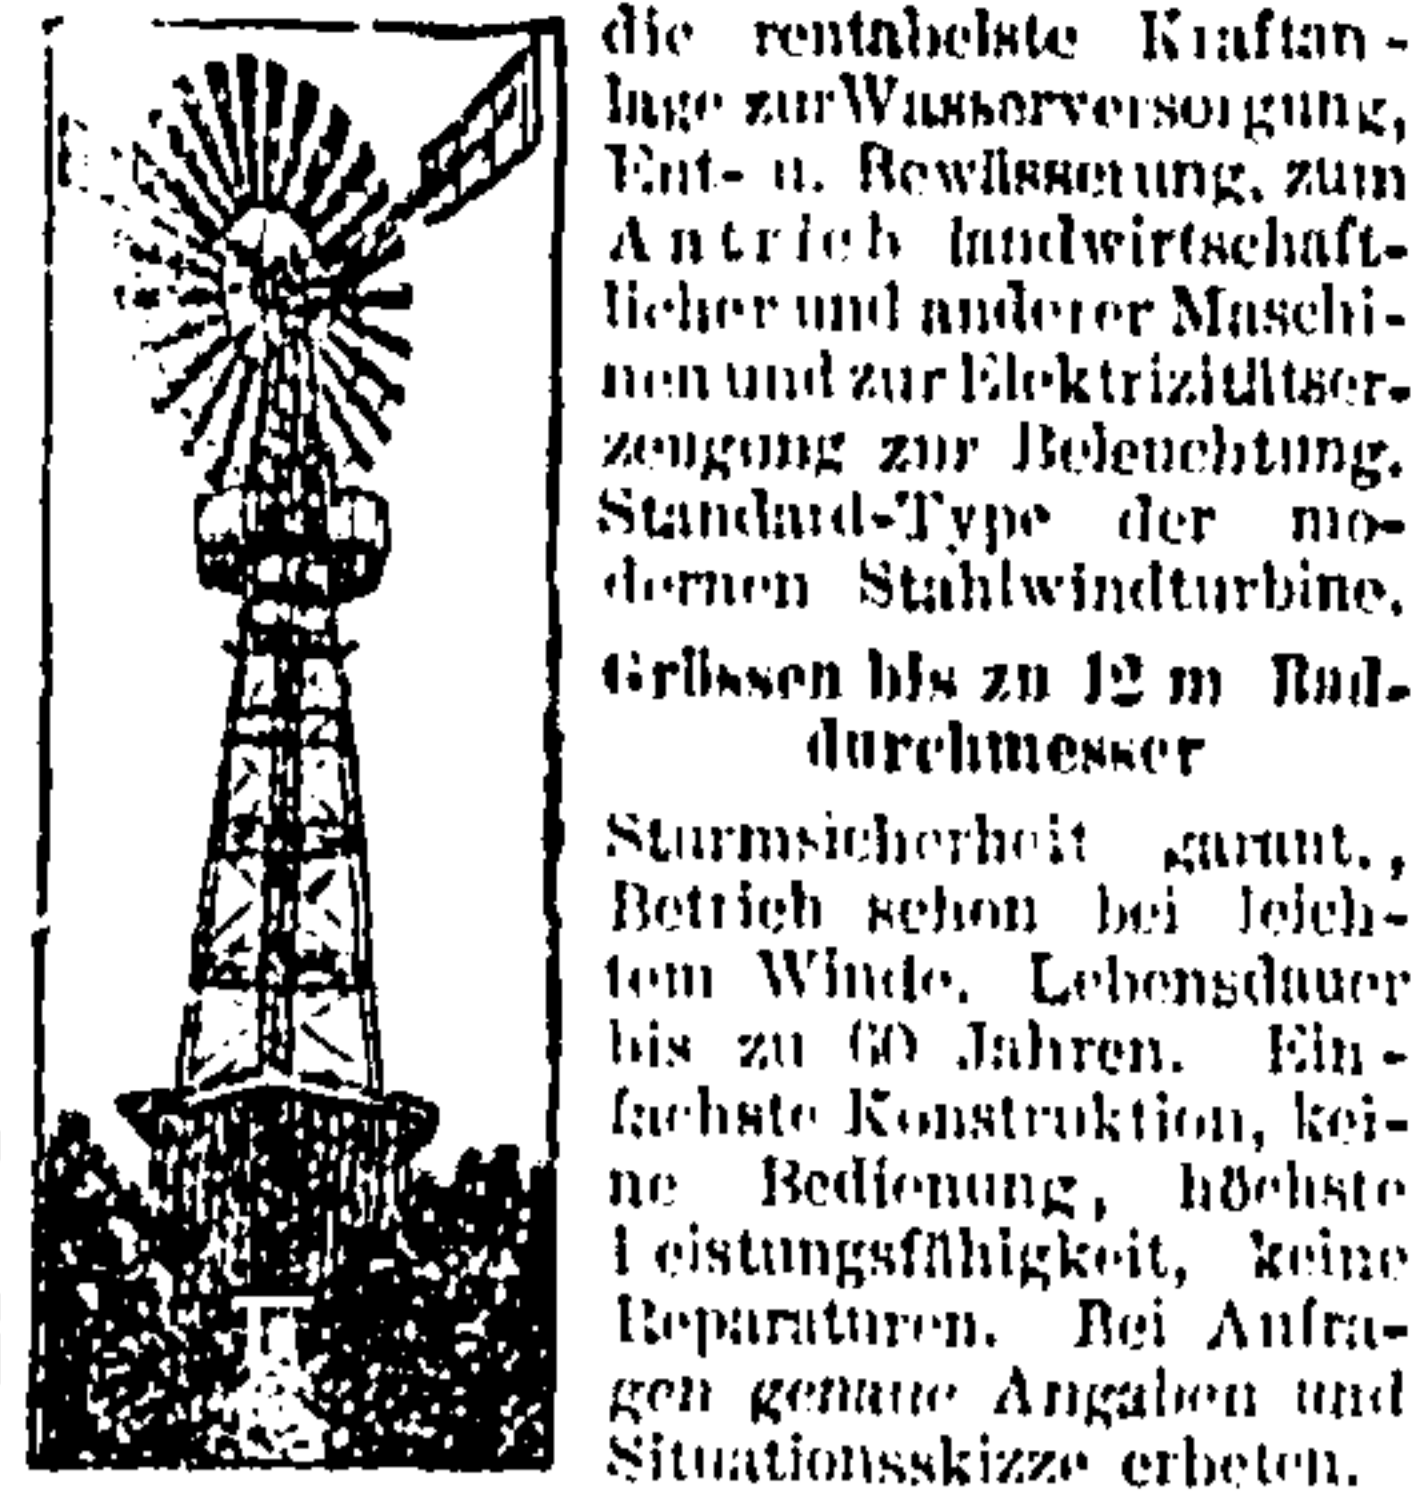 die rentabelste Kraftan-
lage zur Wasserversorgung,
Ent- u. Bewässerung, zum
Antrieb landwirtschaft-
licher und anderer Maschi-
nen und zur Elektrizitätser-
zeugung zur Beleuchtung.
Standard-Type der mo-
dernen Stahlwindturbine.
Grössen bis zu 12 m Rad-
durchmesser
Sturmsicherheit garant.,
Betrieb schon bei leich-
tem Winde. Lebensdauer
bis zu 60 Jahren. Ein-
fachste Konstruktion, kei-
ne Bedienung, höchste
Leistungsfähigkeit, keine
Reparaturen. Bei Anfra-
gen genaue Angaben und
Situationsskizze erbeten.